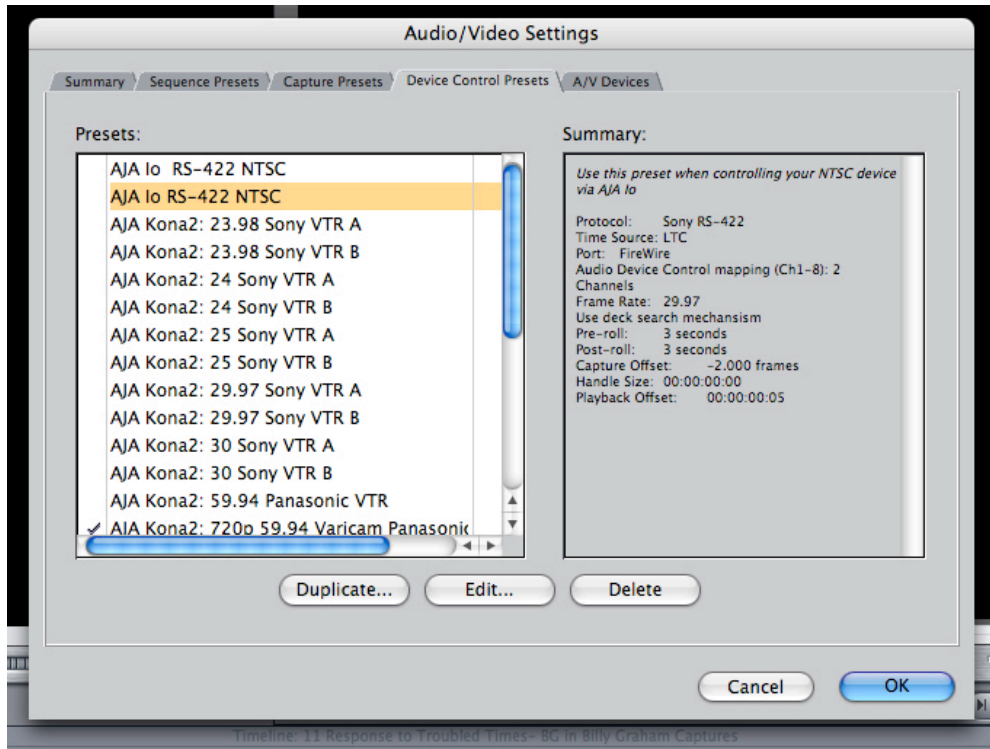 Audio/Video Settings
Summary
Sequence Presets
Capture Presets
Device Control Presets
A/V Devices
Presets:
AJA Io  RS-422 NTSC
AJA Io RS-422 NTSC
AJA Kona2: 23.98 Sony VTR A
AJA Kona2: 23.98 Sony VTR B
AJA Kona2: 24 Sony VTR A
AJA Kona2: 24 Sony VTR B
AJA Kona2: 25 Sony VTR A
AJA Kona2: 25 Sony VTR B
AJA Kona2: 29.97 Sony VTR A
AJA Kona2: 29.97 Sony VTR B
AJA Kona2: 30 Sony VTR A
AJA Kona2: 30 Sony VTR B
AJA Kona2: 59.94 Panasonic VTR
✓ AJA Kona2: 720p 59.94 Varicam Panasonic
Summary:
Use this preset when controlling your NTSC device
via AJA Io
Protocol: Sony RS-422
Time Source: LTC
Port: FireWire
Audio Device Control mapping (Ch1-8): 2
Channels
Frame Rate: 29.97
Use deck search mechansism
Pre-roll: 3 seconds
Post-roll: 3 seconds
Capture Offset: -2.000 frames
Handle Size: 00:00:00:00
Playback Offset: 00:00:00:05
Duplicate...
Edit...
Delete
Cancel
OK
Timeline: 11 Response to Troubled Times- BG in Billy Graham Captures